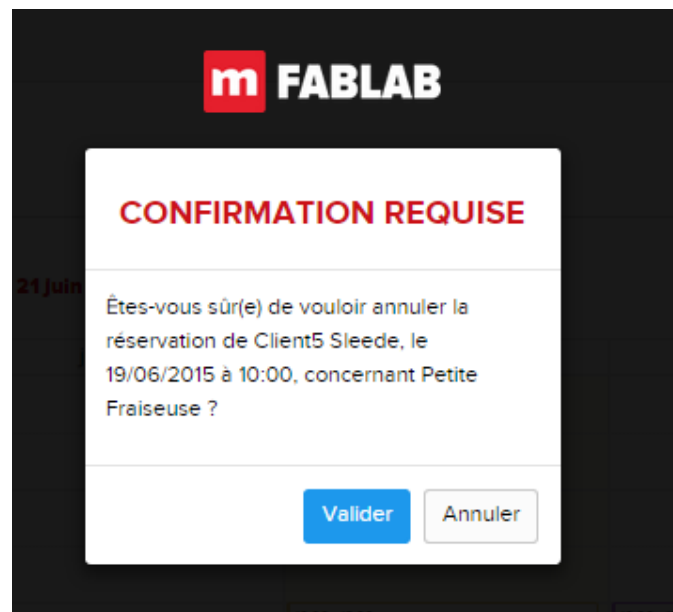 m FABLAB
CONFIRMATION REQUISE
21 juin
Êtes-vous sûr(e) de vouloir annuler la
réservation de Client5 Sleede, le
19/06/2015 à 10:00, concernant Petite
Fraiseuse ?
Valider
Annuler